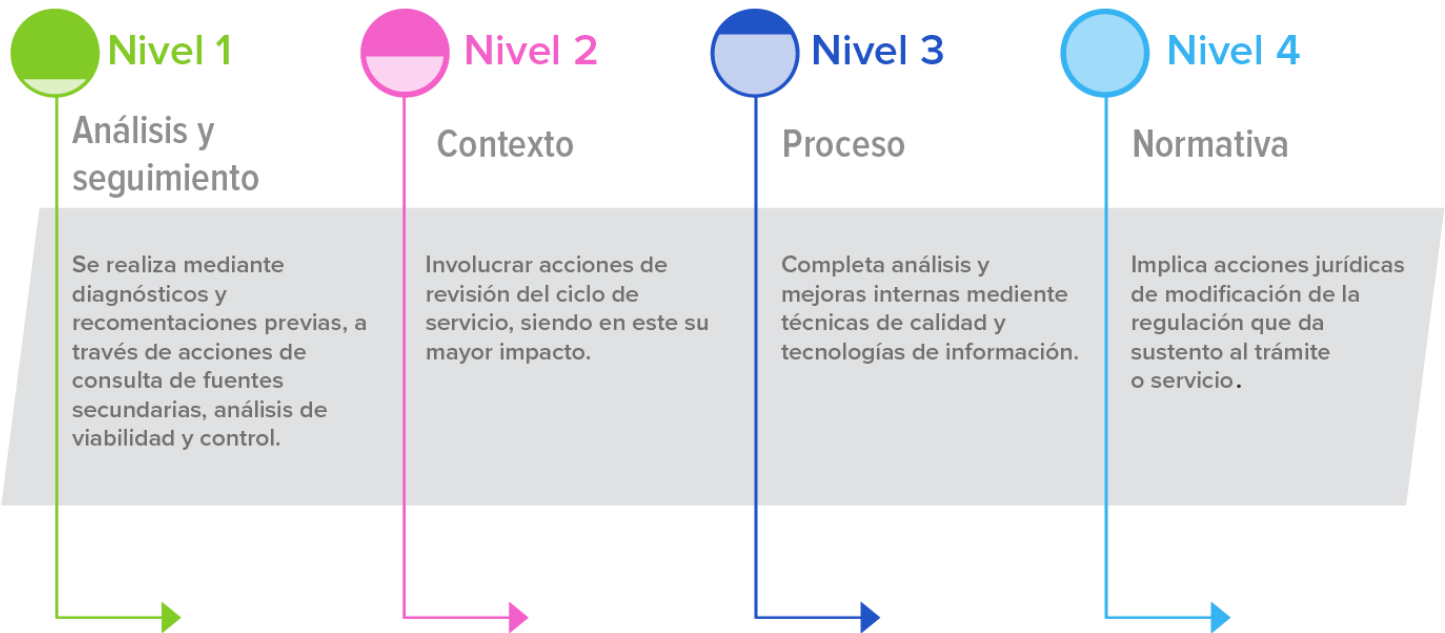 Nivel 1
Análisis y
seguimiento
Se realiza mediante
diagnósticos y
recomentaciones previas, a
través de acciones de
consulta de fuentes
secundarias, análisis de
viabilidad y control.
Nivel 2
Contexto
Involucrar acciones de
revisión del ciclo de
servicio, siendo en este su
mayor impacto.
Nivel 3
Proceso
Completa análisis y
mejoras internas mediente
técnicas de calidad y
tecnologías de información.
Nivel 4
Normativa
Implica acciones jurídicas
de modificación de la
regulación que da
sustento al trámite
o servicio.